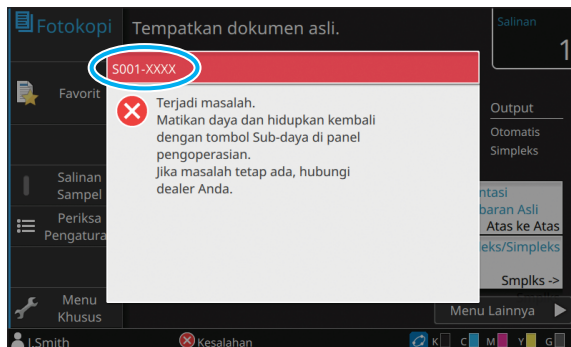 Fotokopi
Tempatkan dokumen asli.
Salinan
1
S001-XXXX
Favorit
Terjadi masalah.
Matikan daya dan hidupkan kembali
dengan tombol Sub-daya di panel
pengoperasian.
Jika masalah tetap ada, hubungi
dealer Anda.
Output
Otomatis
Simpleks
Salinan
Sampel
Periksa
Pengatura
ntasi
baran Asli
Atas ke Atas
eks/Simpleks
Smplks ->
Menu
Khusus
Menu Lainnya
J.Smith
Kesalahan
K C M Y G